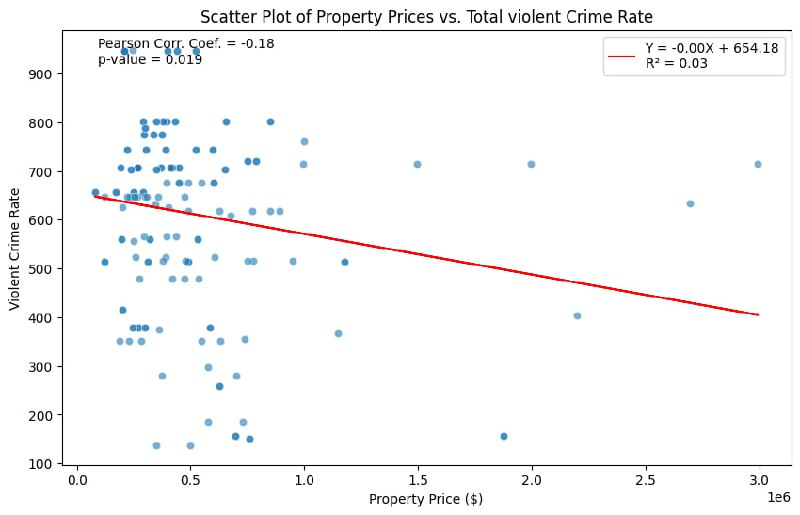 Scatter Plot of Property Prices vs. Total violent Crime Rate
Pearson Corr. Coef. = -0.18
p-value = 0.019
Y = -0.00X + 654.18
R² = 0.03
Violent Crime Rate
900
800
700
600
500
400
300
200
100
0.0 0.5 1.0 1.5 2.0 2.5 3.0
1e6
Property Price ($)